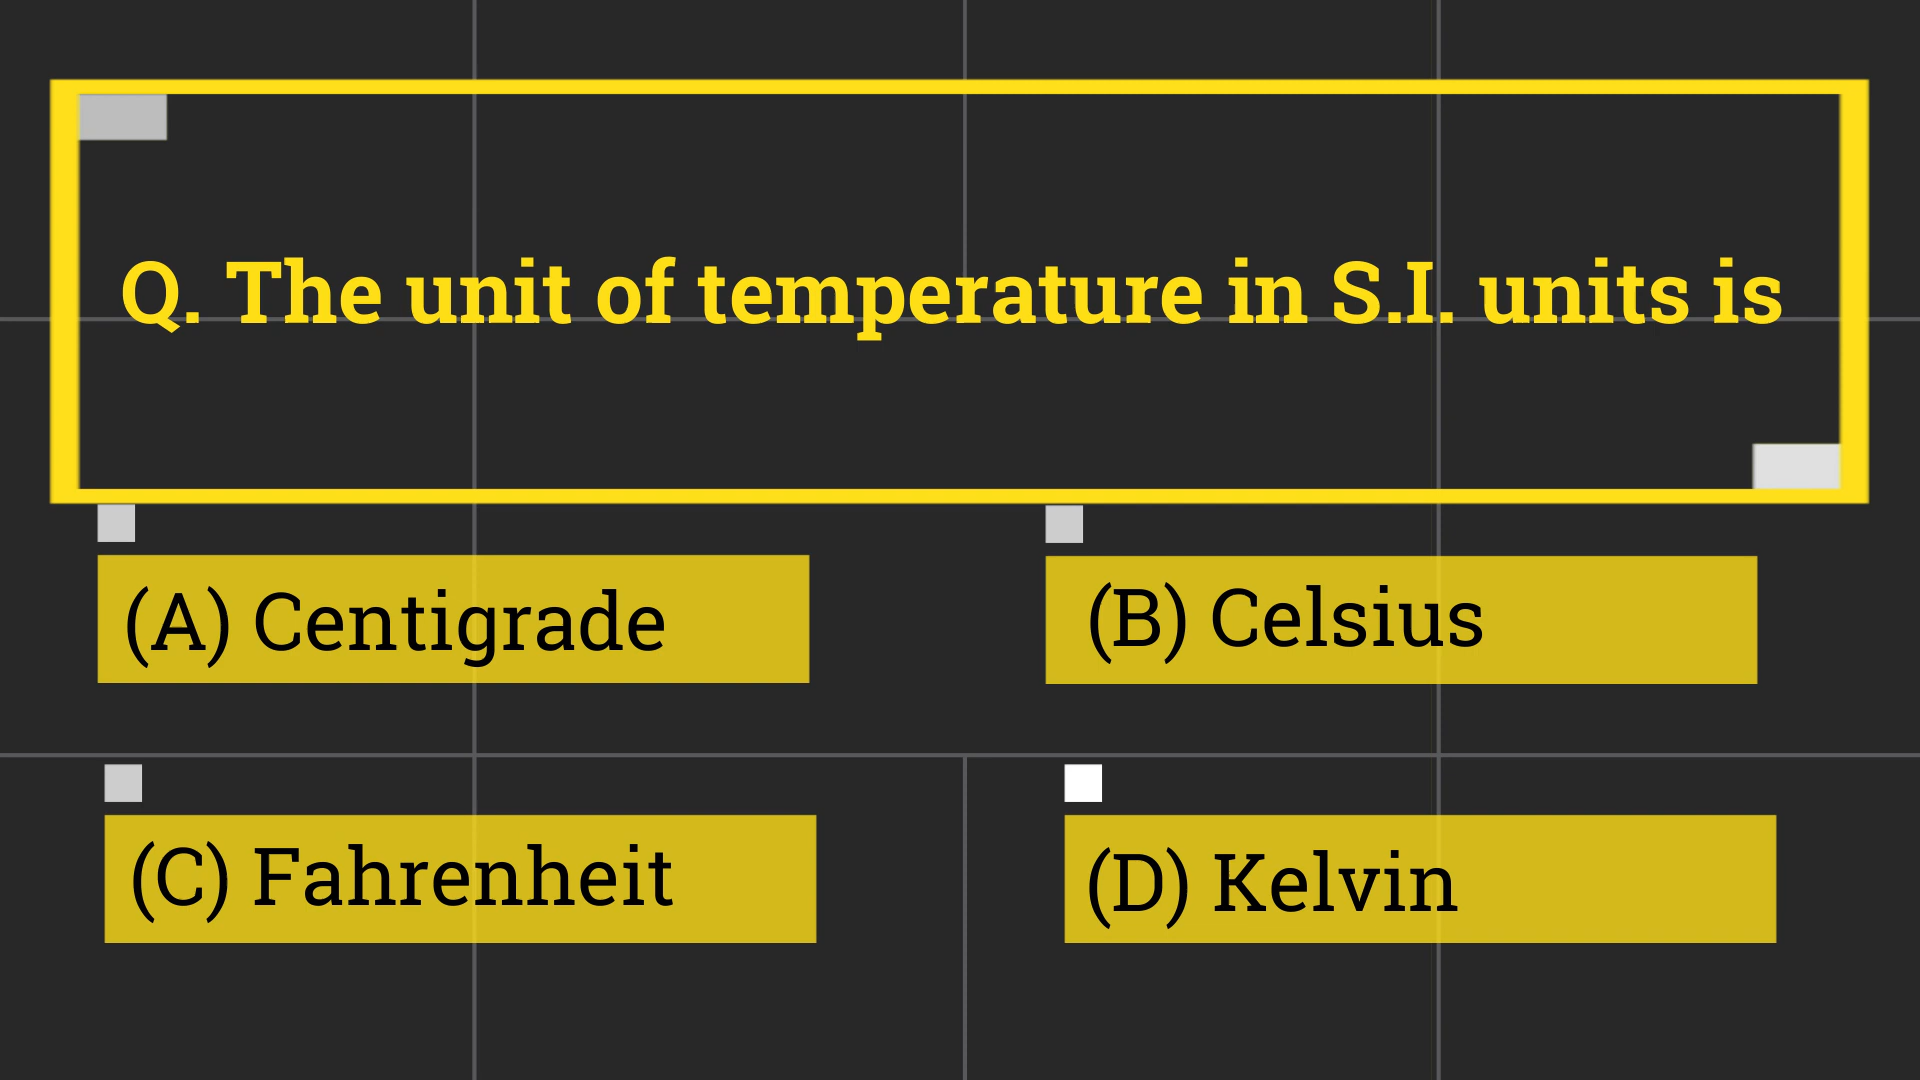 Q. The unit of temperature in S.I. units is
(A) Centigrade
(B) Celsius
(C) Fahrenheit
(D) Kelvin